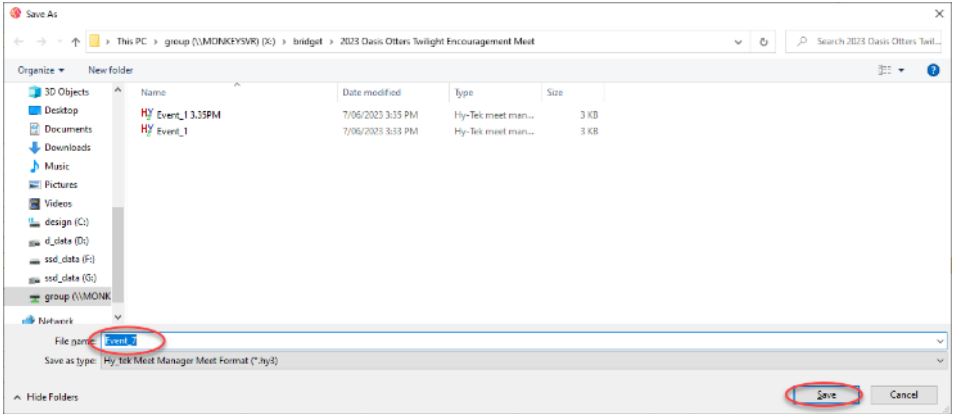 Save As
This PC > group (\\MONKEYSVR) (X:) > bridget > 2023 Oasis Otters Twilight Encouragement Meet
Search 2023 Oasis Otters Twil...
Organize New folder
Name Date modified Type Size
3D Objects
Desktop
Documents
Downloads
Music
Pictures
Videos
design (C:)
d_data (D:)
ssd_data (F:)
ssd_data (G:)
group (\\MONK
Network
HY Event_1 3.35PM 7/06/2023 3:35 PM Hy-Tek meet man... 3 KB
HY Event_1 7/06/2023 3:33 PM Hy-Tek meet man... 3 KB
File name: Event_7
Save as type: Hy_tek Meet Manager Meet Format (*.hy3)
Hide Folders
Save Cancel